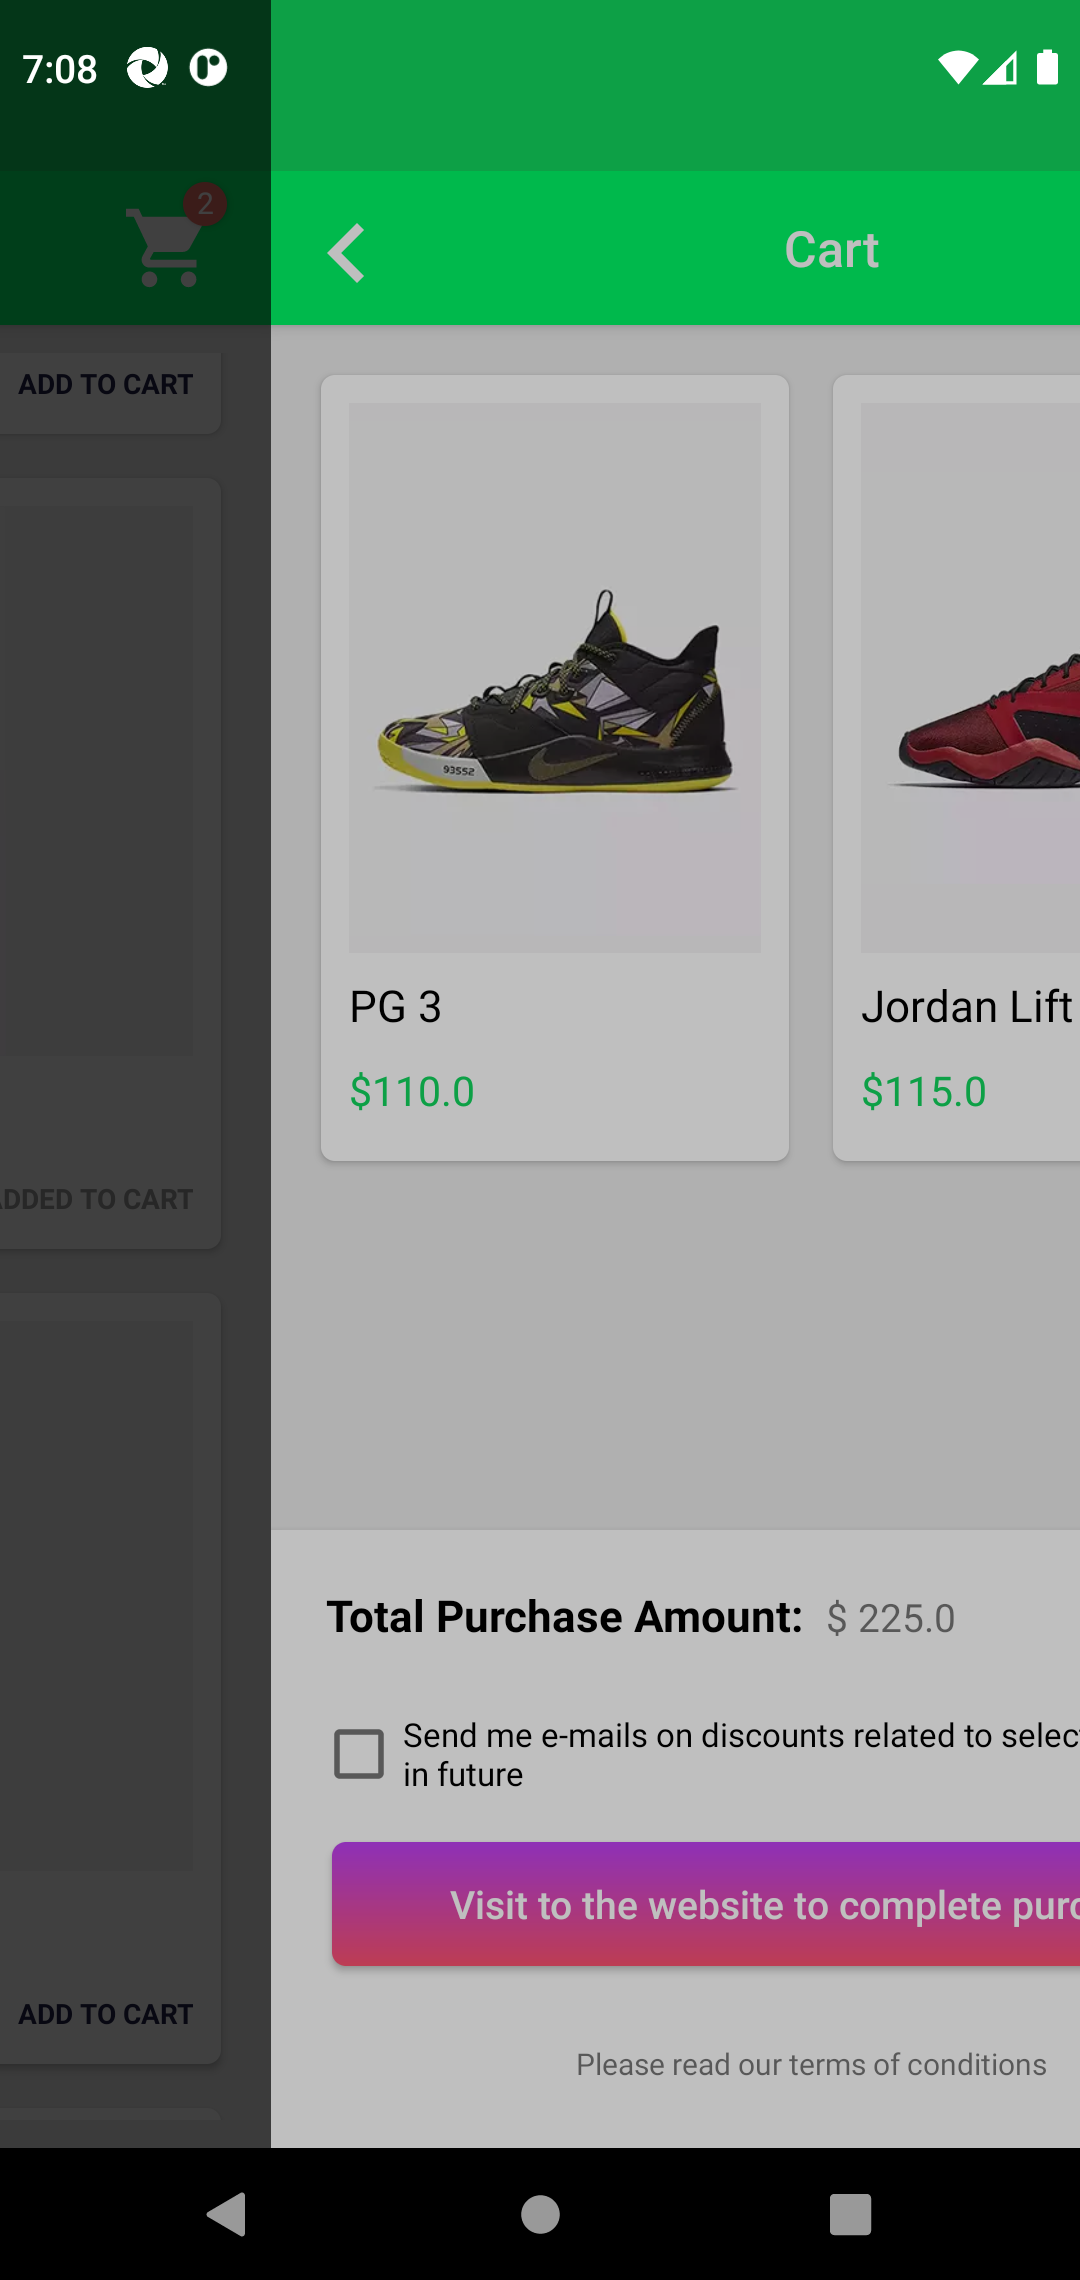 7:08
2
Cart
ADD TO CART
93552
PG 3
Jordan Lift
$110.0
$115.0
ADDED TO CART
Total Purchase Amount: $ 225.0
Send me e-mails on discounts related to selec
in future
Visit to the website to complete purc
ADD TO CART
Please read our terms of conditions